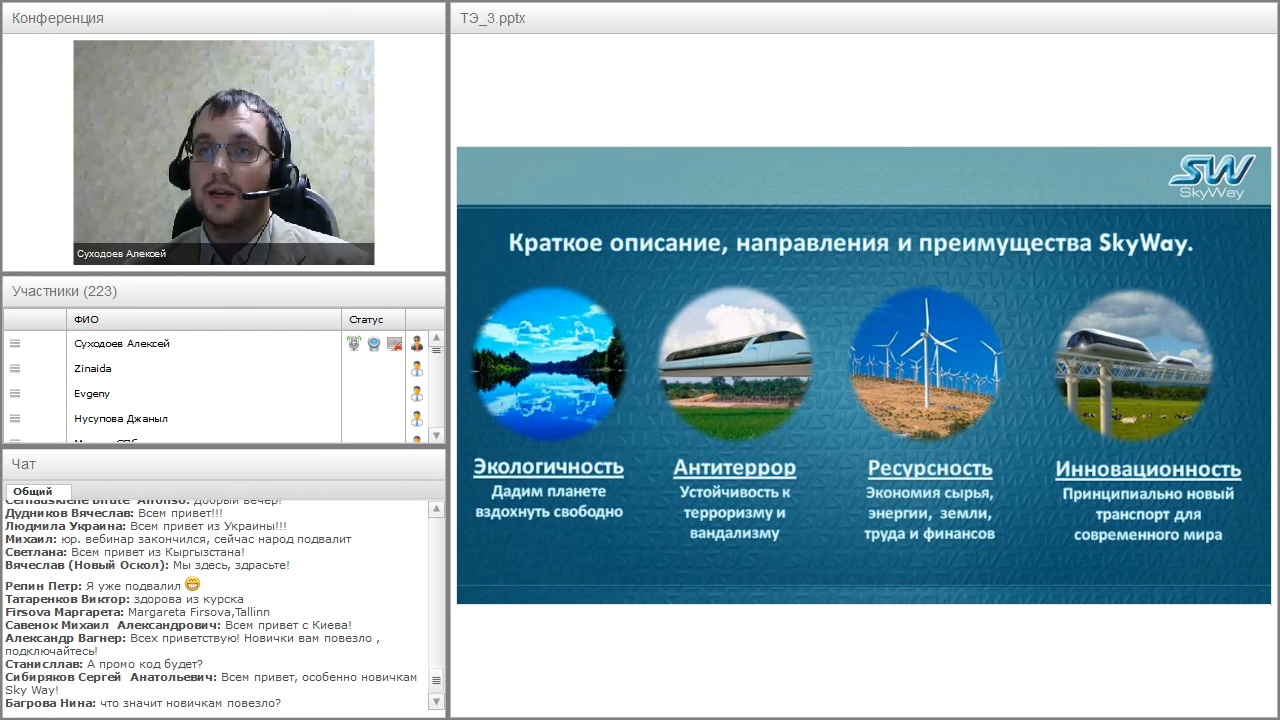 Конференция
Суходоев Алексей
Участники (223)
ФИО
Статус
Суходоев Алексей
Zinaida
Evgeny
Нусупова Джаныл
Чат
Общий
Добрый вечер!
Дудников Вячеслав: Всем привет!!!
Людмила Украина: Всем привет из Украины!!!
Михаил: юр. вебинар закончился, сейчас народ подвалит
Светлана: Всем привет из Кыргызстана!
Вячеслав (Новый Оскол): Мы здесь, здрасьте!
Репин Петр: Я уже подвалил
Татаренков Виктор: здорова из курска
Firsova Маргарета: Margareta Firsova,Tallinn
Савенок Михаил Александрович: Всем привет с Киева!
Александр Вагнер: Всех приветствую! Новички вам повезло ,
подключайтесь!
Станисллав: А промо код будет?
Сибиряков Сергей Анатольевич: Всем привет, особенно новичкам
Sky Way!
Багрова Нина: что значит новичкам повезло?
ТЭ_3.pptx
SW
SkyWay
Краткое описание, направления и преимущества SkyWay.
Экологичность
Дадим планете
вздохнуть свободно
Антитеррор
Устойчивость к
терроризму и
вандализму
Ресурсность
Экономия сырья,
энергии, земли,
труда и финансов
Инновационность
Принципиально новый
транспорт для
современного мира